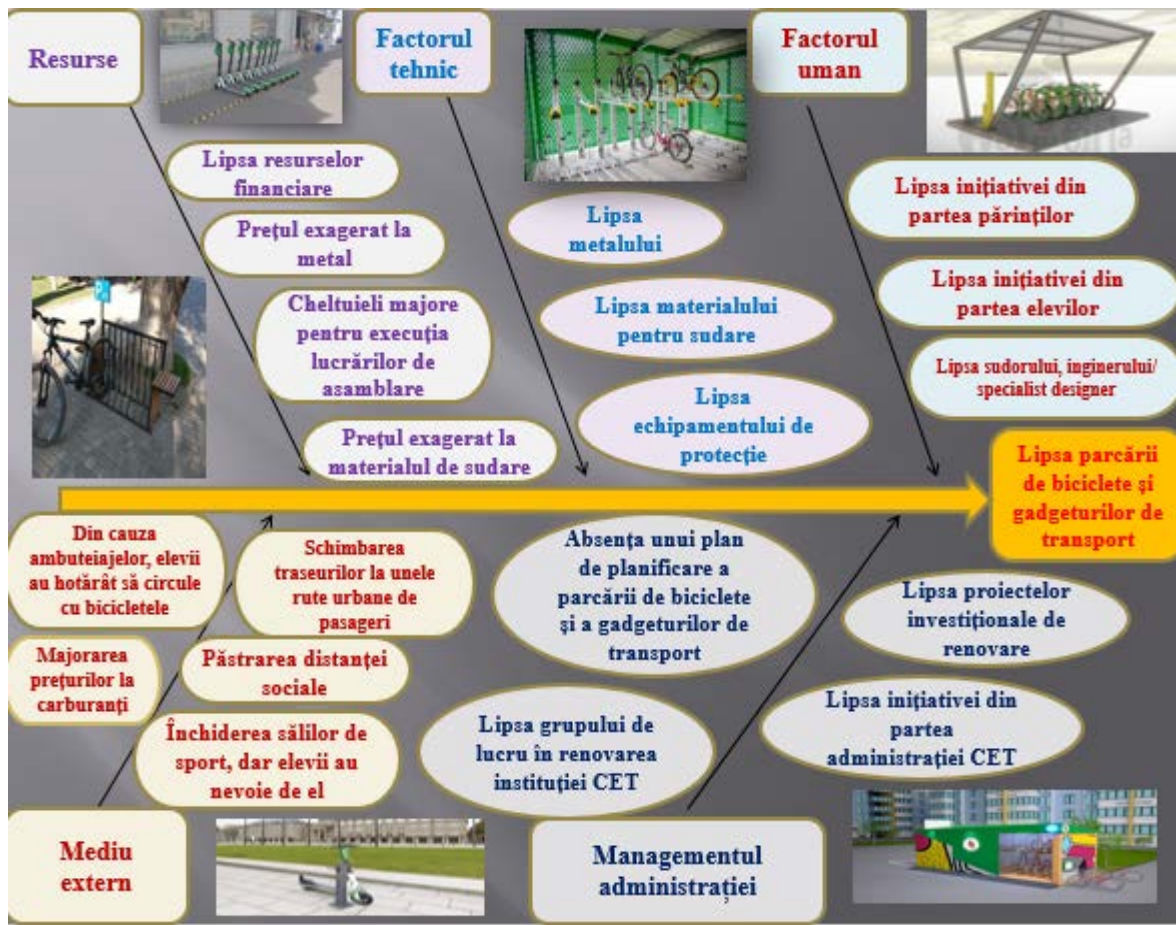 Resurse
Factorul
tehnic
Factorul
uman
Lipsa resurselor
financiare
Prețul exagerat la
metal
Cheltuieli majore
pentru execuția
lucrărilor de
asamblare
Prețul exagerat la
materialul de sudare
Lipsa
metalului
Lipsa materialului
pentru sudare
Lipsa
echipamentului de
protecție
Lipsa inițiativei din
partea părinților
Lipsa inițiativei din
partea elevilor
Lipsa sudorului, inginerului/
specialist designer
Lipsa parcării
de biciclete și
gadgeturilor de
transport
Din cauza
ambuteiajelor, elevii
au hotărât să circule
cu bicicletele
Schimbarea
traseurilor la unele
rute urbane de
pasageri
Majorarea
prețurilor la
carburanți
Păstrarea distanței
sociale
Închiderea sălilor de
sport, dar elevii au
nevoie de el
Absența unui plan
de planificare a
parcării de biciclete
și a gadgeturilor de
transport
Lipsa proiectelor
investiționale de
renovare
Lipsa grupului de
lucru în renovarea
instituției CET
Lipsa inițiativei din
partea
administrației CET
Mediu
extern
Managementul
administrației